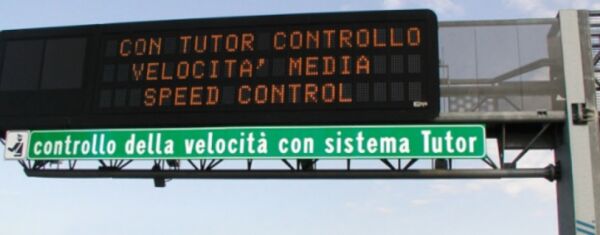 CON TUTOR CONTROLLO
VELOCITA' MEDIA
SPEED CONTROL
controllo della velocità con sistema Tutor